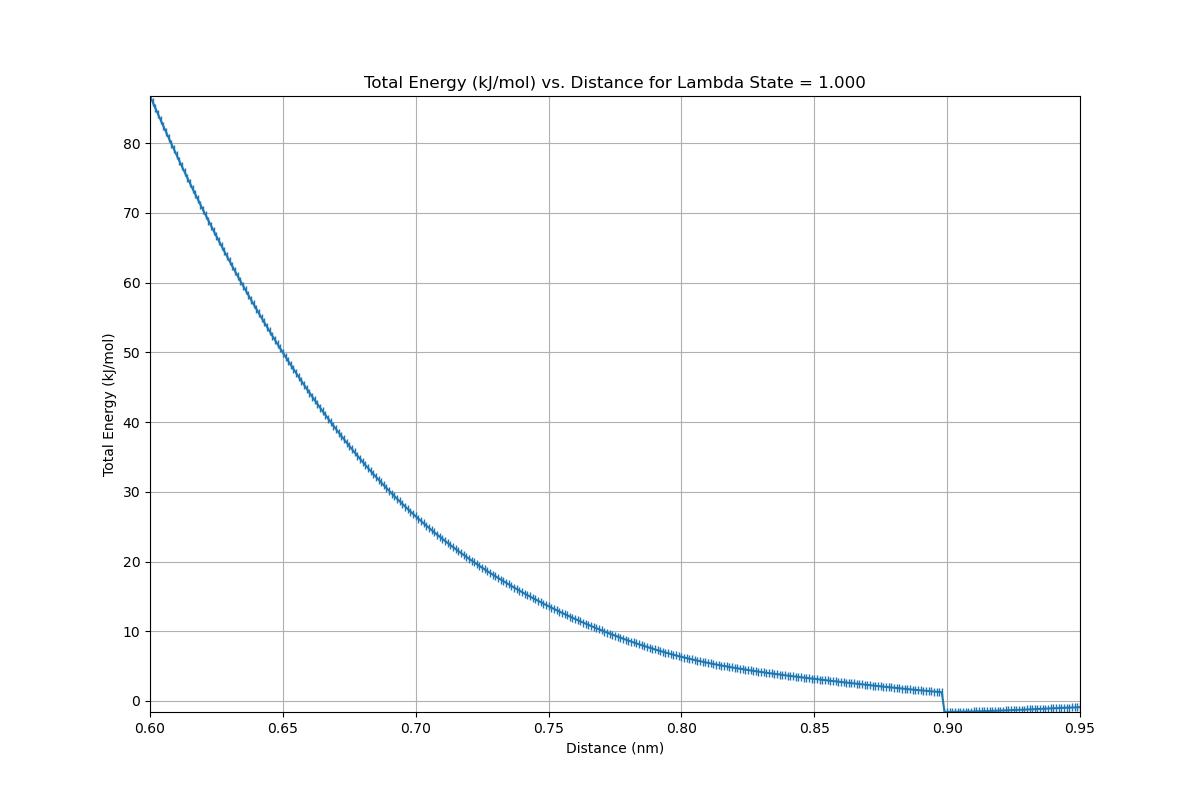 Total Energy (kJ/mol) vs. Distance for Lambda State = 1.000
Total Energy (kJ/mol)
80
70
60
50
40
30
20
10
0
0.60 0.65 0.70 0.75 0.80 0.85 0.90 0.95
Distance (nm)